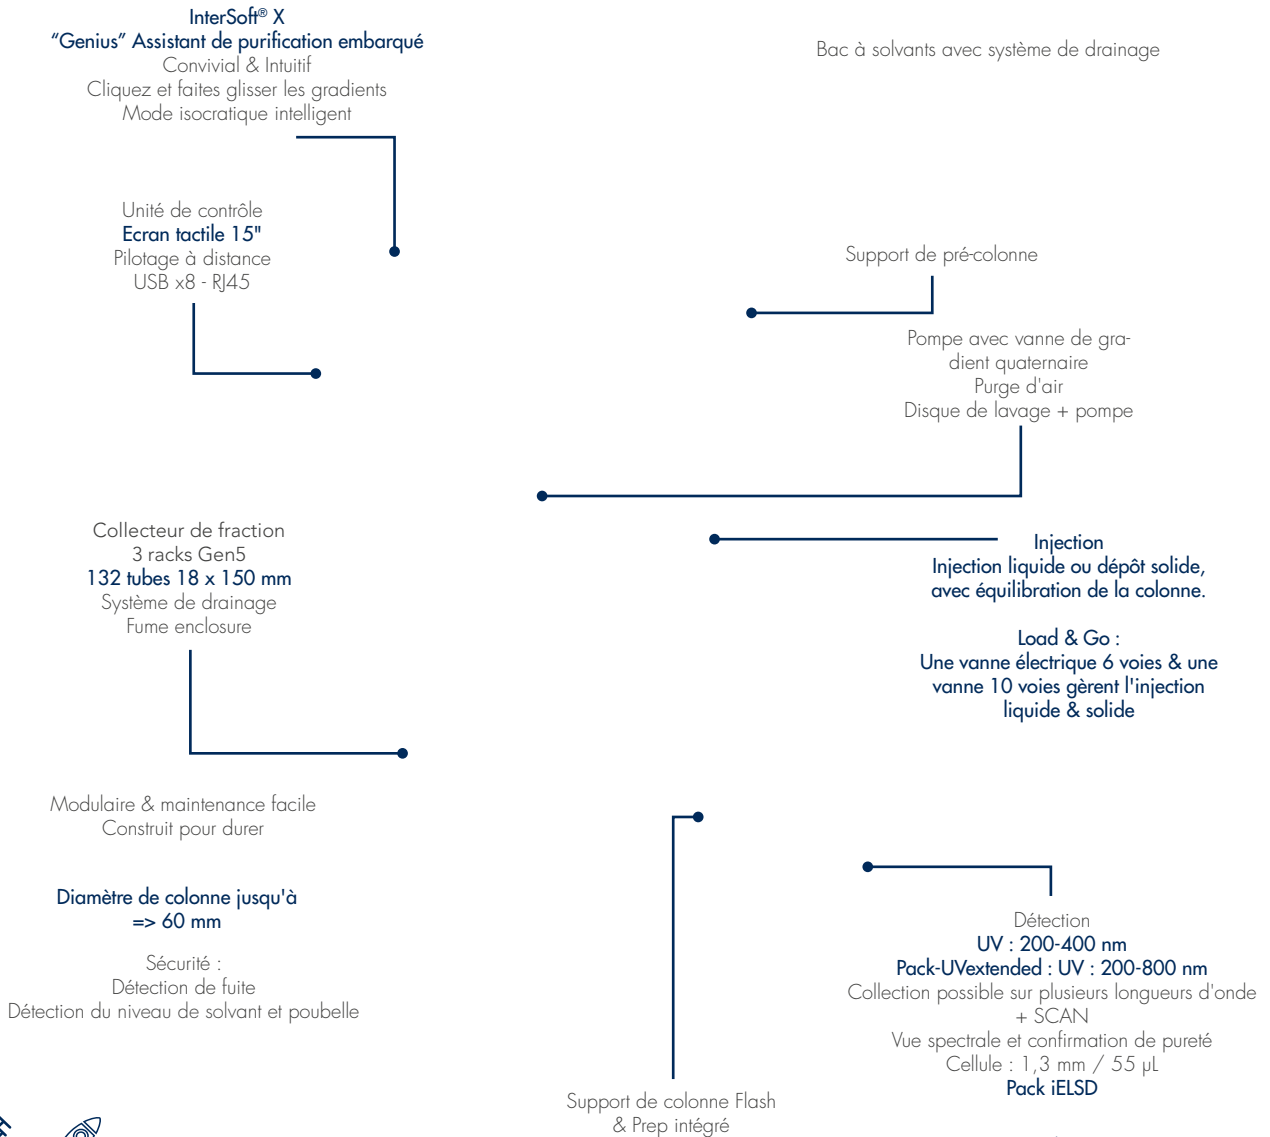 InterSoft® X
“Genius” Assistant de purification embarqué
Convivial & Intuitif
Cliquez et faites glisser les gradients
Mode isocratique intelligent
Bac à solvants avec système de drainage
Unité de contrôle
Ecran tactile 15"
Pilotage à distance
USB x8 - RJ45
Support de pré-colonne
Pompe avec vanne de gra-
dient quaternaire
Purge d'air
Disque de lavage + pompe
Collecteur de fraction
3 racks Gen5
132 tubes 18 x 150 mm
Système de drainage
Fume enclosure
Injection
Injection liquide ou dépôt solide,
avec équilibration de la colonne.
Load & Go :
Une vanne électrique 6 voies & une
vanne 10 voies gèrent l'injection
liquide & solide
Modulaire & maintenance facile
Construit pour durer
Diamètre de colonne jusqu'à
=> 60 mm
Sécurité :
Détection de fuite
Détection du niveau de solvant et poubelle
Détection
UV : 200-400 nm
Pack-UVextended : UV : 200-800 nm
Collection possible sur plusieurs longueurs d'onde
+ SCAN
Vue spectrale et confirmation de pureté
Cellule : 1,3 mm / 55 µL
Pack iELSD
Support de colonne Flash
& Prep intégré